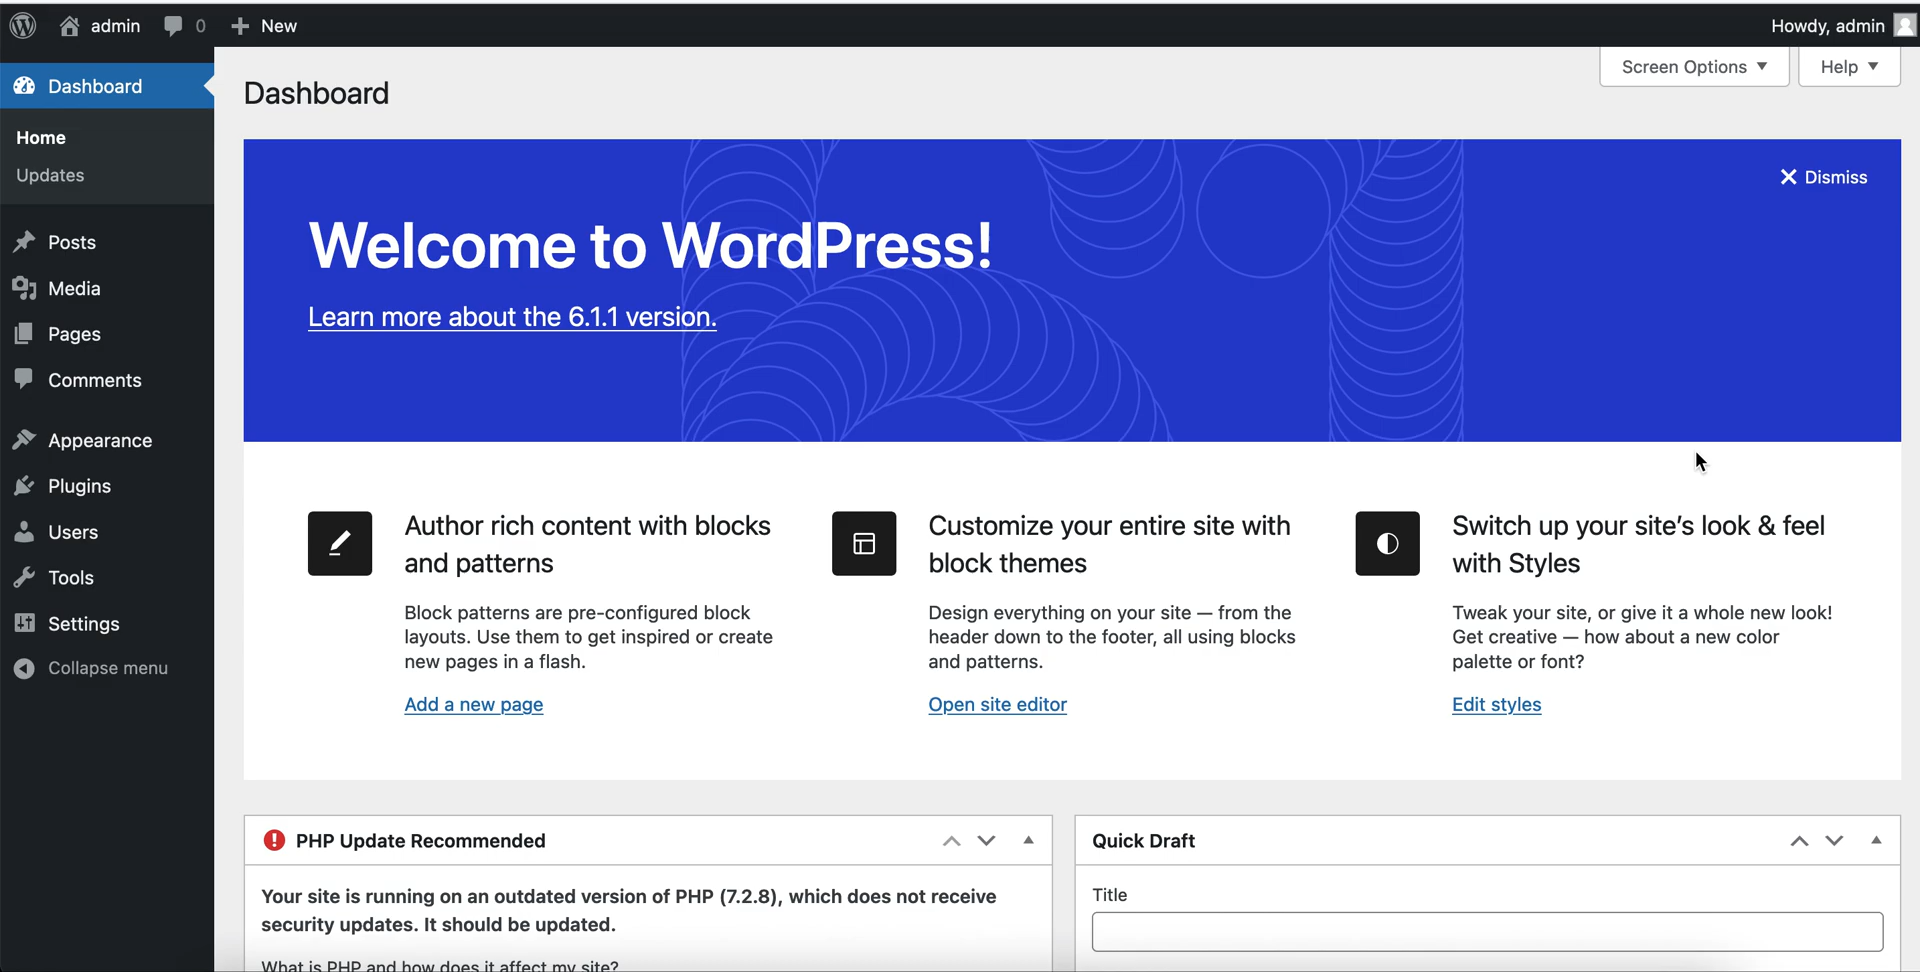 admin
0
New
Howdy, admin
Screen Options
Help
Dashboard
Home
Updates
Posts
Media
Pages
Comments
Appearance
Plugins
Users
Tools
Settings
Collapse menu
Dashboard
Dismiss
Welcome to WordPress!
Learn more about the 6.1.1 version.
Author rich content with blocks
and patterns
Block patterns are pre-configured block
layouts. Use them to get inspired or create
new pages in a flash.
Add a new page
Customize your entire site with
block themes
Design everything on your site — from the
header down to the footer, all using blocks
and patterns.
Open site editor
Switch up your site’s look & feel
with Styles
Tweak your site, or give it a whole new look!
Get creative — how about a new color
palette or font?
Edit styles
PHP Update Recommended
Your site is running on an outdated version of PHP (7.2.8), which does not receive
security updates. It should be updated.
What is PHP and how does it affect my site?
Quick Draft
Title